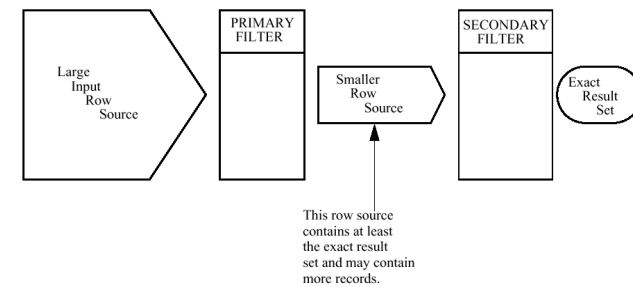 Large
Input
Row
Source
PRIMARY
FILTER
Smaller
Row
Source
This row source
contains at least
the exact result
set and may contain
more records.
SECONDARY
FILTER
Exact
Result
Set